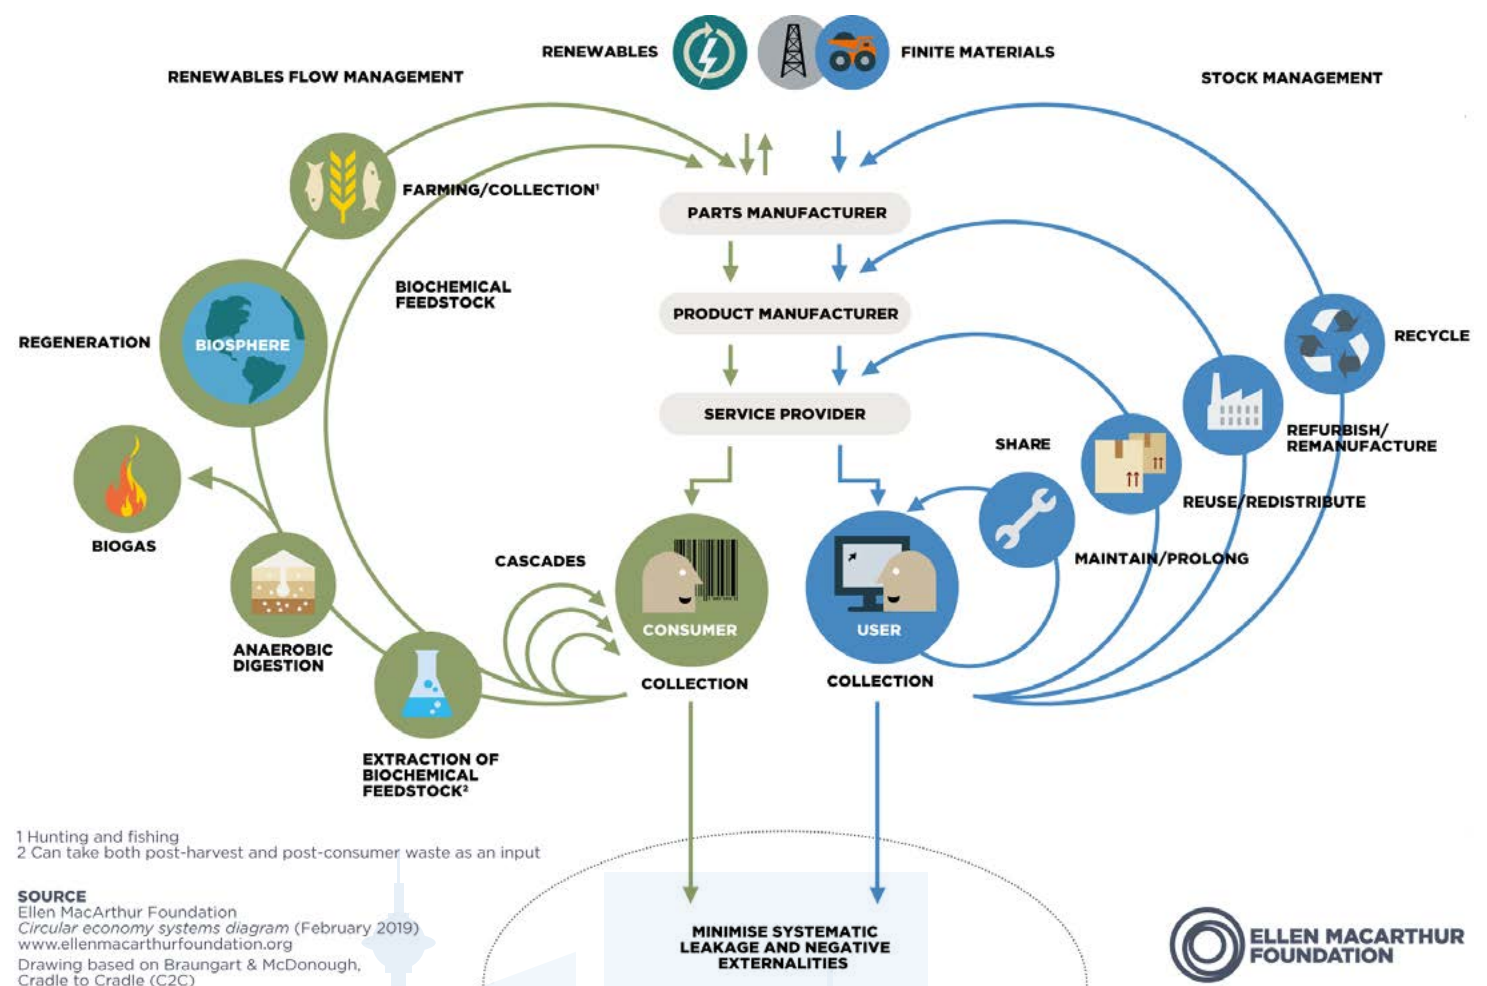 RENEWABLES
FINITE MATERIALS
RENEWABLES FLOW MANAGEMENT
STOCK MANAGEMENT
FARMING/COLLECTION¹
PARTS MANUFACTURER
BIOCHEMICAL
FEEDSTOCK
PRODUCT MANUFACTURER
REGENERATION
BIOSPHERE
RECYCLE
SERVICE PROVIDER
SHARE
REFURBISH/
REMANUFACTURE
REUSE/REDISTRIBUTE
BIOGAS
CASCADES
MAINTAIN/PROLONG
CONSUMER
USER
ANAEROBIC
DIGESTION
COLLECTION
COLLECTION
EXTRACTION OF
BIOCHEMICAL
FEEDSTOCK²
1 Hunting and fishing
2 Can take both post-harvest and post-consumer waste as an input
SOURCE
Ellen MacArthur Foundation
Circular economy systems diagram (February 2019)
www.ellenmacarthurfoundation.org
Drawing based on Braungart & McDonough,
Cradle to Cradle (C2C)
MINIMISE SYSTEMATIC
LEAKAGE AND NEGATIVE
EXTERNALITIES
ELLEN MACARTHUR
FOUNDATION